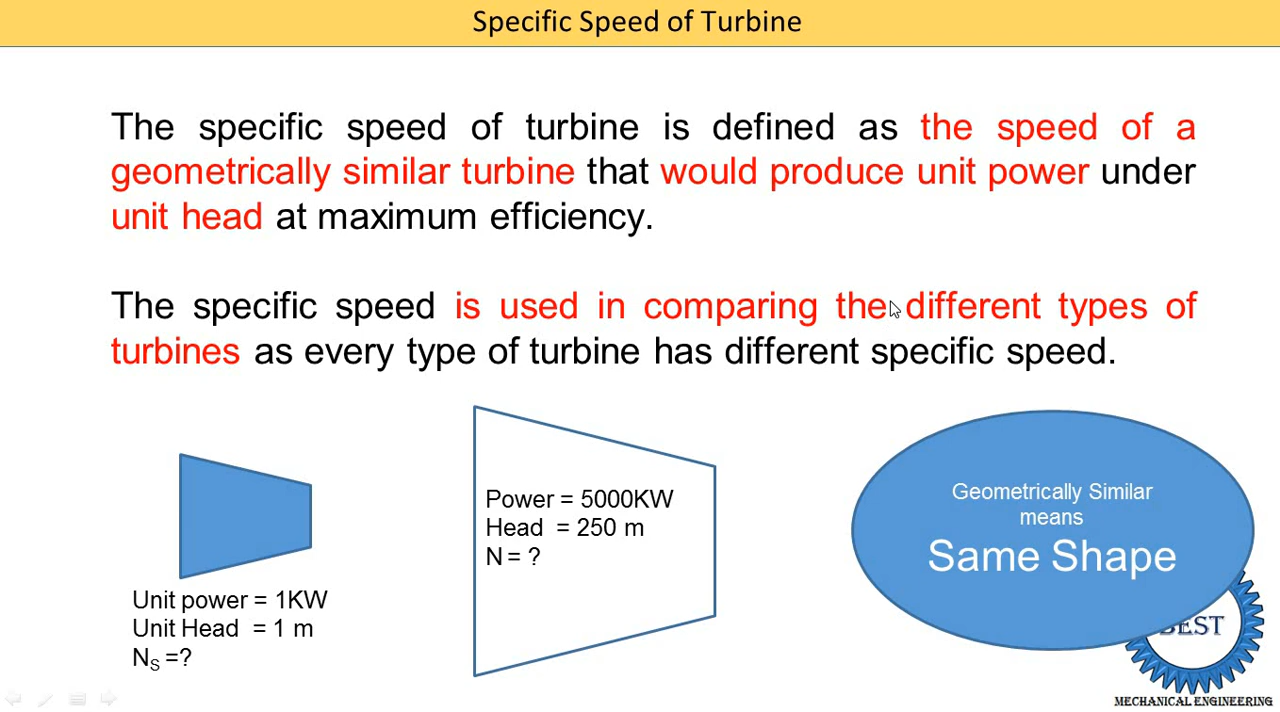 Specific Speed of Turbine
The specific speed of turbine is defined as the speed of a
geometrically similar turbine that would produce unit power under
unit head at maximum efficiency.
The specific speed is used in comparing the different types of
turbines as every type of turbine has different specific speed.
Unit power = 1KW
Unit Head = 1 m
NS =?
Power = 5000KW
Head = 250 m
N = ?
Geometrically Similar
means
Same Shape
BEST
MECHANICAL ENGINEERING